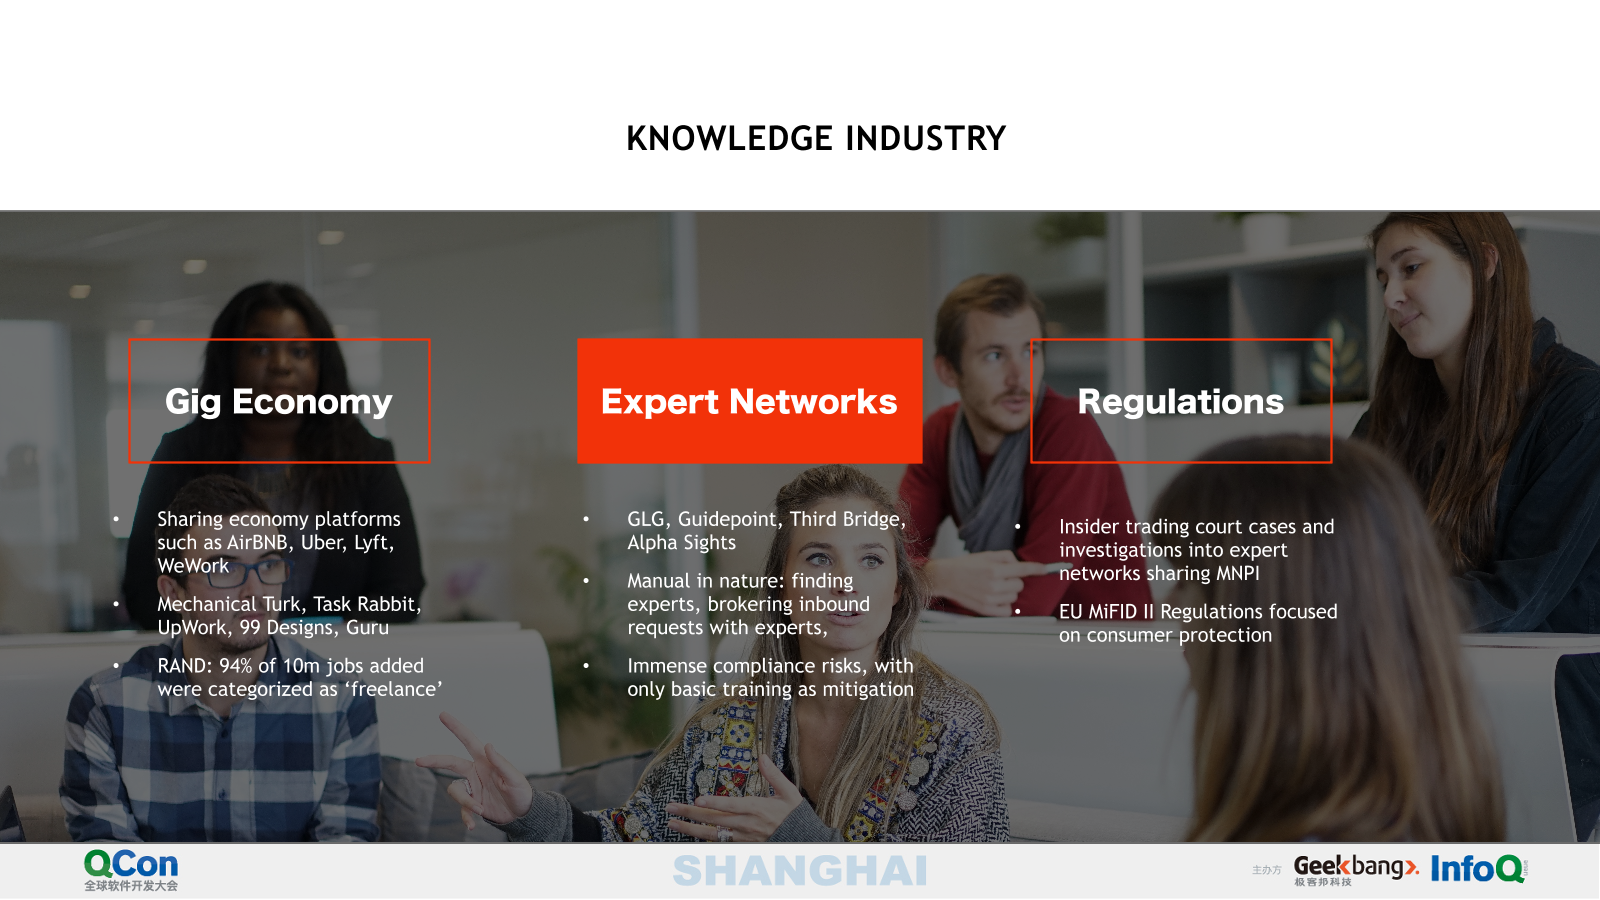 KNOWLEDGE INDUSTRY
Gig Economy
• Sharing economy platforms
such as AirBNB, Uber, Lyft,
WeWork
• Mechanical Turk, Task Rabbit,
UpWork, 99 Designs, Guru
• RAND: 94% of 10m jobs added
were categorized as ‘freelance’
Expert Networks
• GLG, Guidepoint, Third Bridge,
Alpha Sights
• Manual in nature: finding
experts, brokering inbound
requests with experts,
• Immense compliance risks, with
only basic training as mitigation
Regulations
• Insider trading court cases and
investigations into expert
networks sharing MNPI
• EU MiFID II Regulations focused
on consumer protection
QCon
全球软件开发大会
SHANGHAI
主办方
Geekbang
极客邦科技
InfoQ